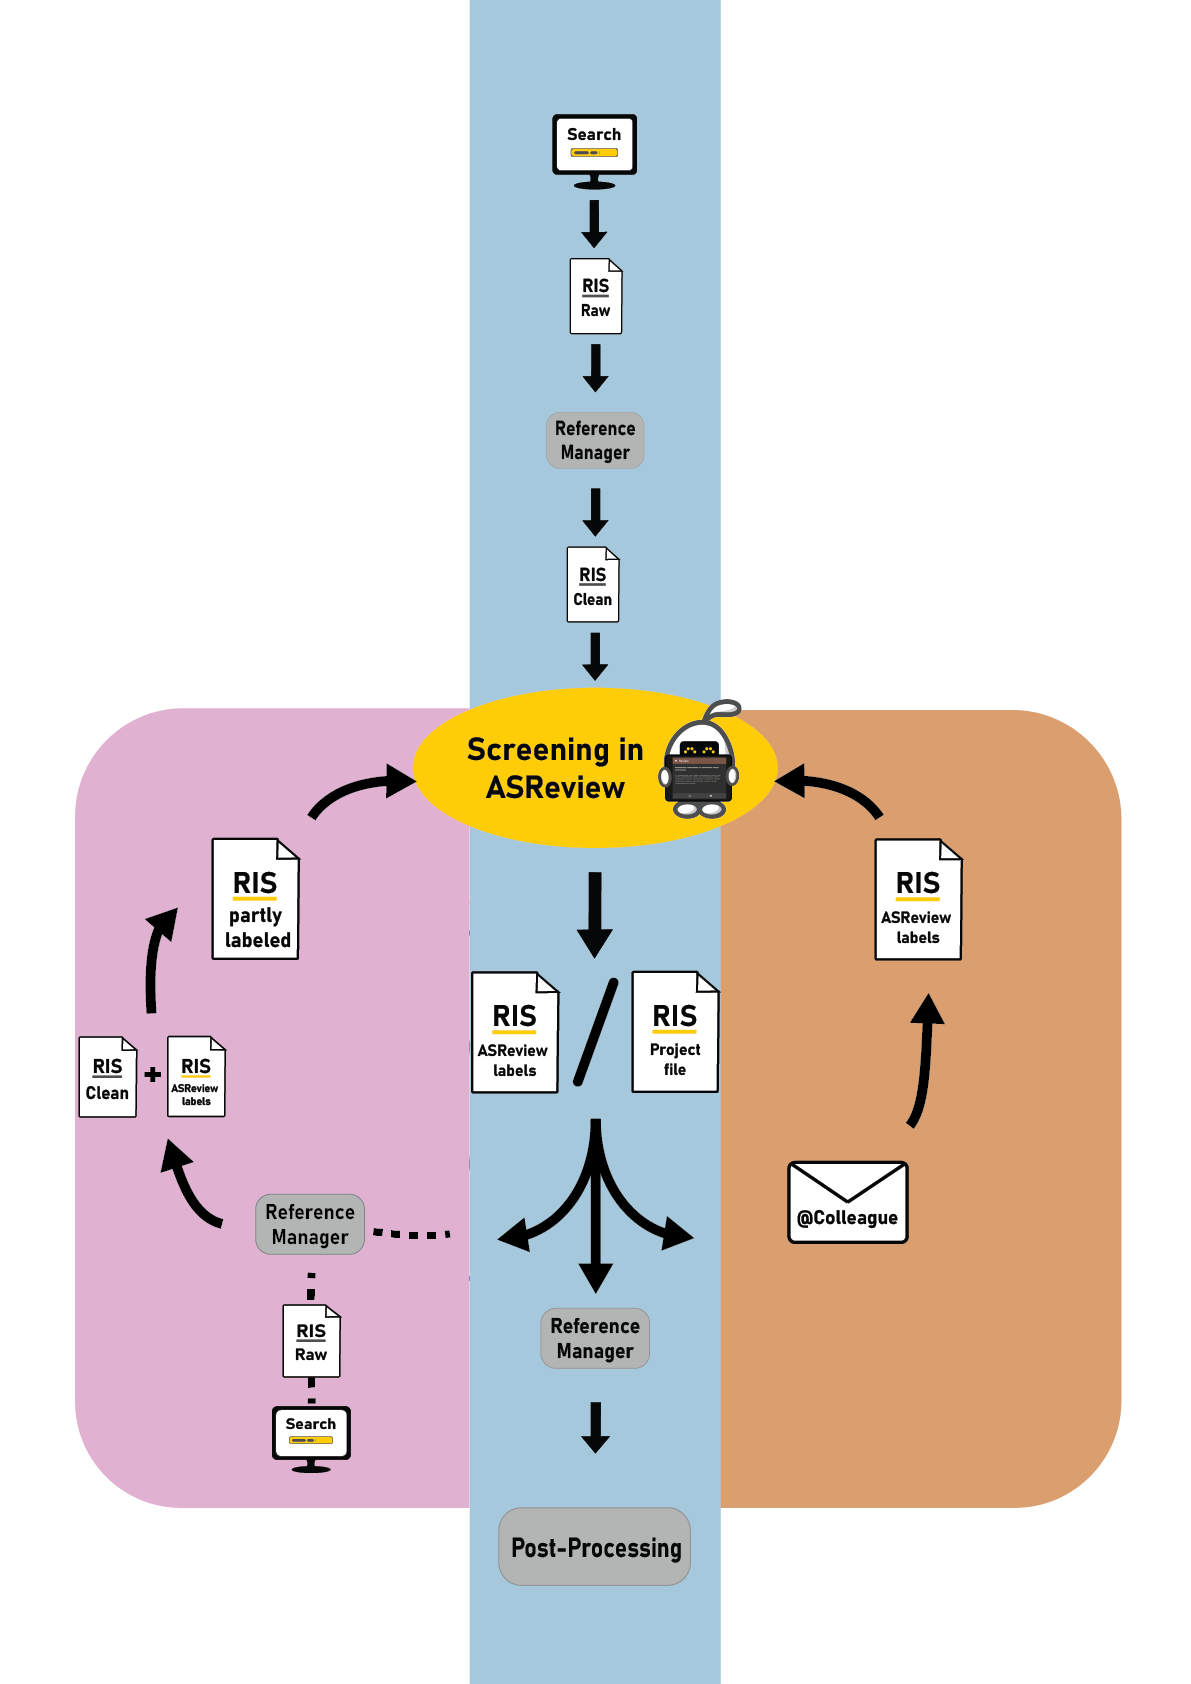 Search
RIS
Raw
Reference
Manager
RIS
Clean
Screening in
ASReview
RIS
partly
labeled
RIS
Clean
+
RIS
ASReview
labels
Reference
Manager
RIS
Raw
Search
RIS
ASReview
labels
/
RIS
Project
file
Reference
Manager
Post-Processing
RIS
ASReview
labels
@Colleague